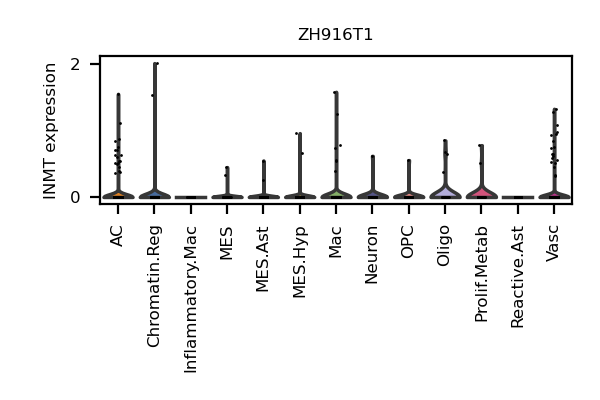 ZH916T1
INMT expression
2
0
AC
Chromatin.Reg
Inflammatory.Mac
MES
MES.Ast
MES.Hyp
Mac
Neuron
OPC
Oligo
Prolif.Metab
Reactive.Ast
Vasc